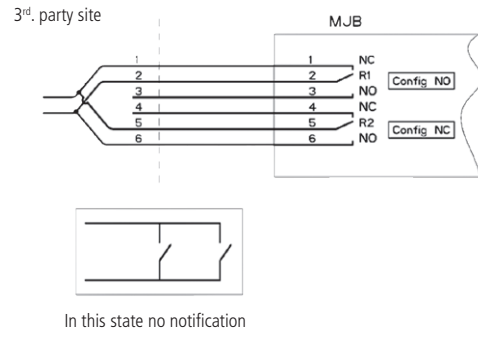 3rd. party site
MJB
1 1 NC
2 2 R1
Config NO
3 3 NO
4 4 NC
5 5 R2
Config NC
6 6 NO
In this state no notification